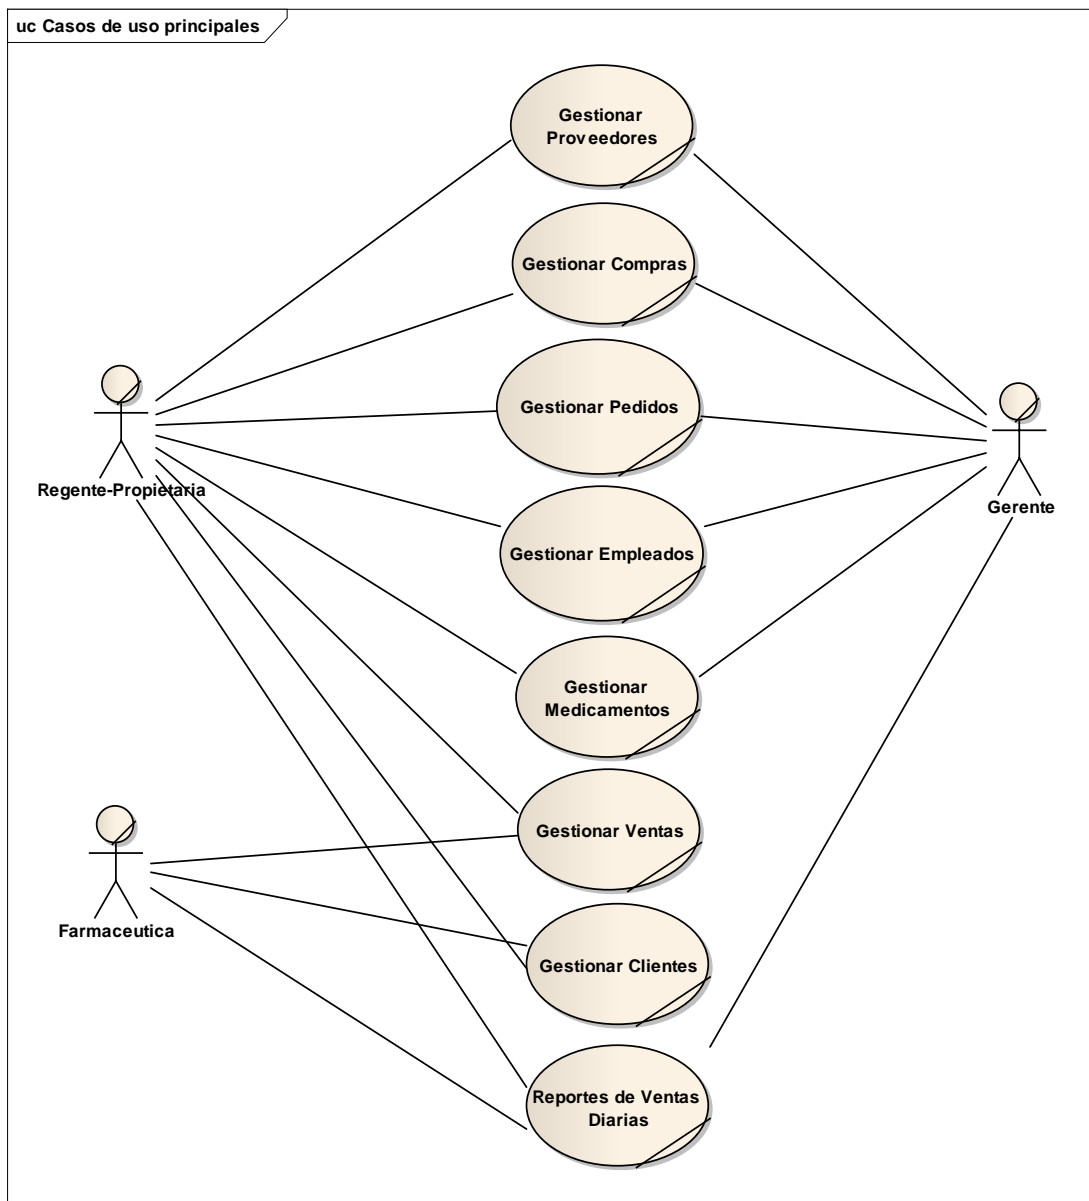 uc Casos de uso principales
Gestionar
Proveedores
Gestionar Compras
Gestionar Pedidos
Regente-Propietaria
Gerente
Gestionar Empleados
Gestionar
Medicamentos
Gestionar Ventas
Farmaceutica
Gestionar Clientes
Reportes de Ventas
Diarias